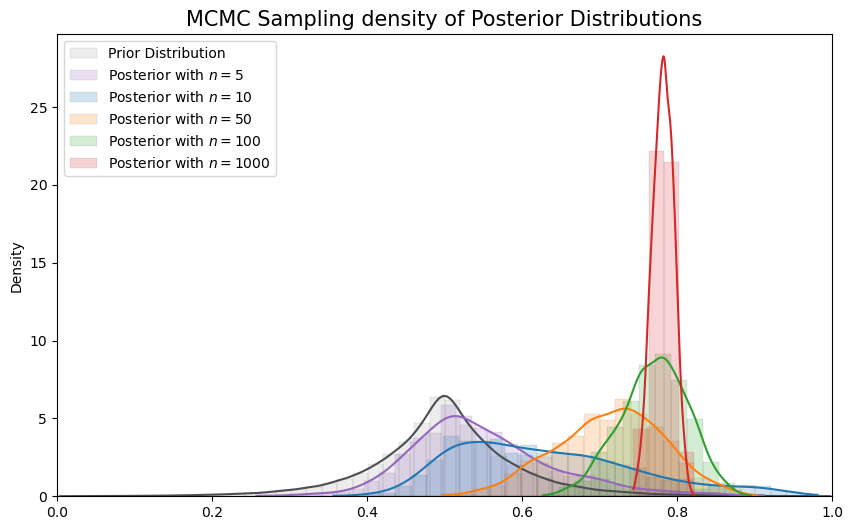 MCMC Sampling density of Posterior Distributions
Prior Distribution
Posterior with n = 5
Posterior with n = 10
Posterior with n = 50
Posterior with n = 100
Posterior with n = 1000
Density
25
20
15
10
5
0
0.0 0.2 0.4 0.6 0.8 1.0